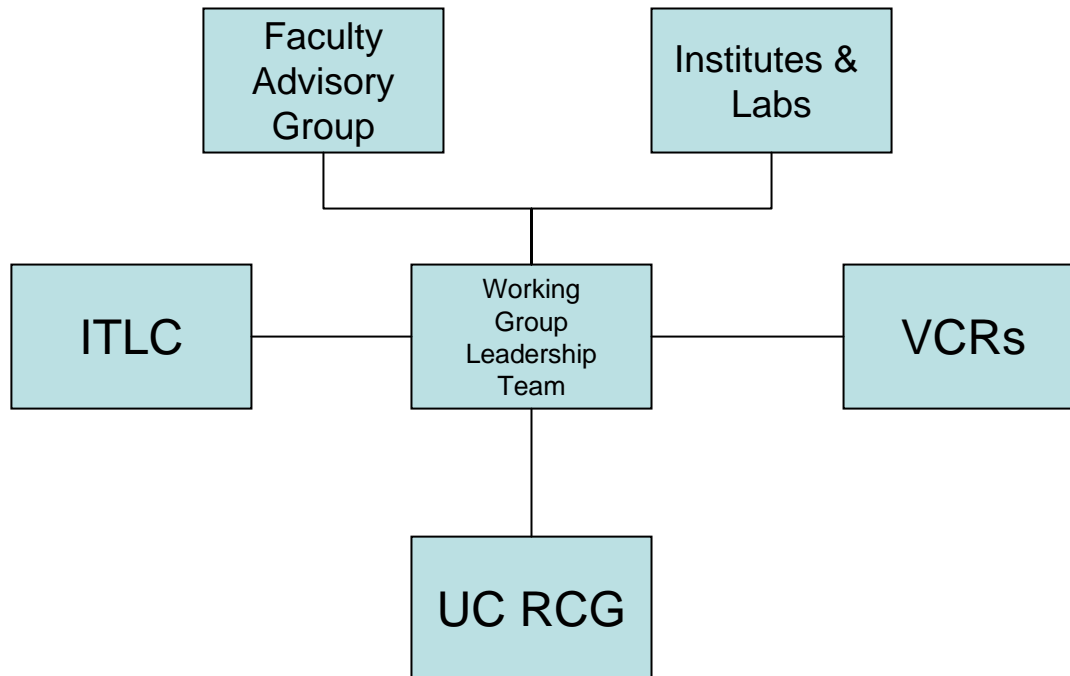 Faculty
Advisory
Group
Institutes &
Labs
ITLC
Working
Group
Leadership
Team
VCRs
UC RCG